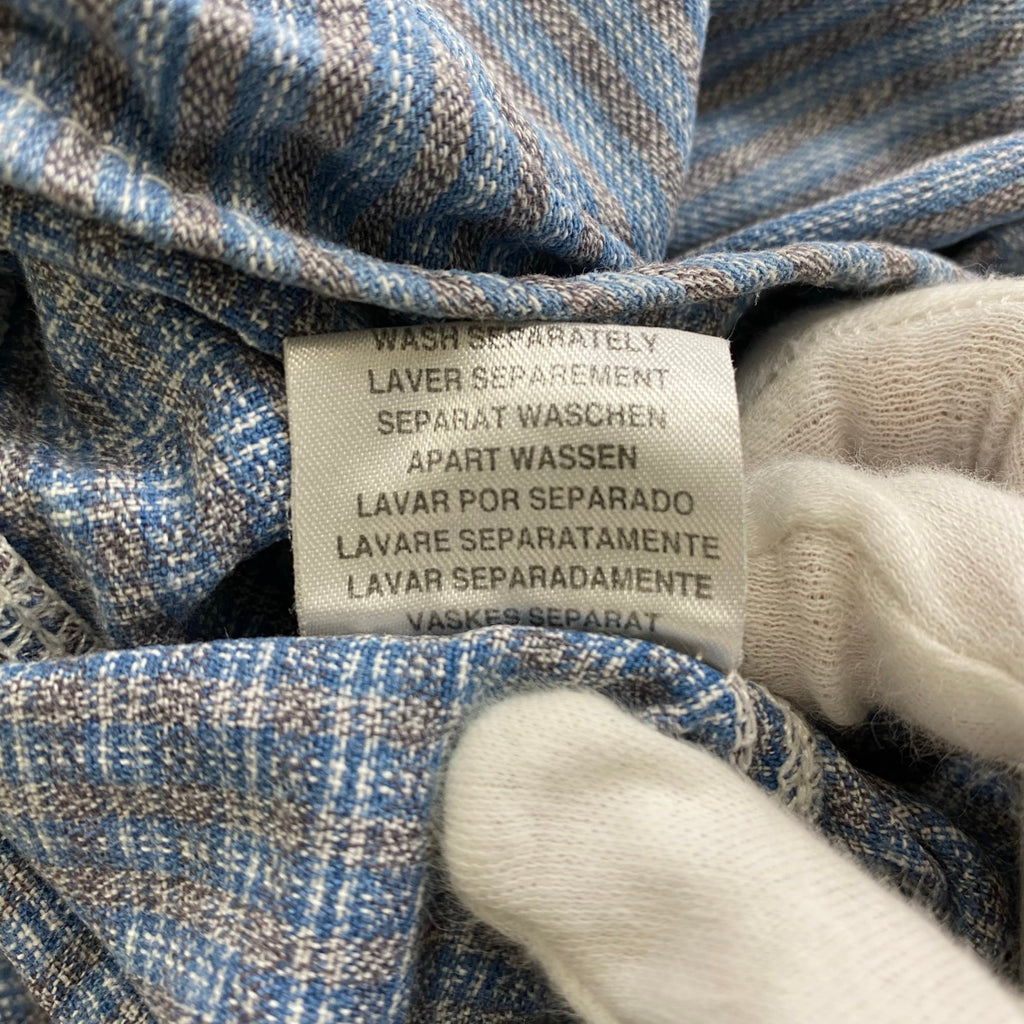 WASH SEPARATELY
LAVER SEPAREMENT
SEPARAT WASCHEN
APART WASSEN
LAVAR POR SEPARADO
LAVARE SEPARATAMENTE
LAVAR SEPARADAMENTE
VASKES SEPARAT